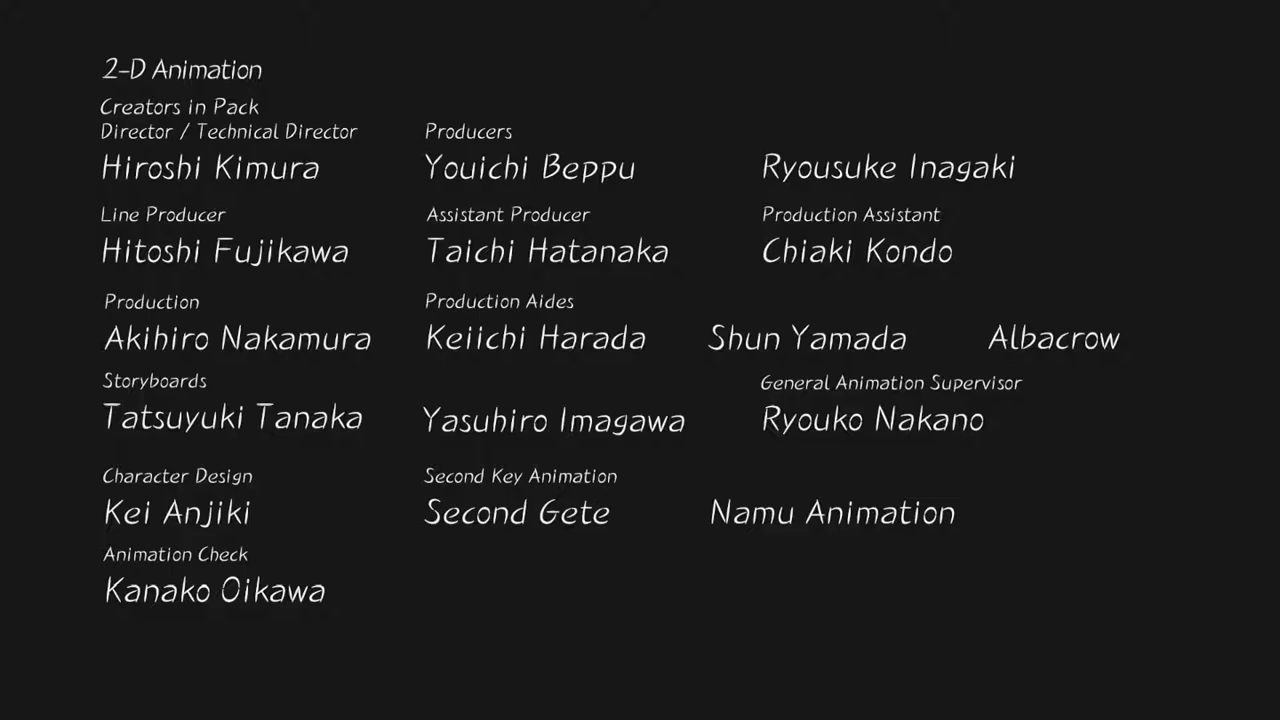 2-D Animation
Creators in Pack
Director / Technical Director Producers
Hiroshi Kimura Youichi Beppu Ryousuke Inagaki
Line Producer Assistant Producer Production Assistant
Hitoshi Fujikawa Taichi Hatanaka Chiaki Kondo
Production Production Aides
Akihiro Nakamura Keiichi Harada Shun Yamada Albacrow
Storyboards General Animation Supervisor
Tatsuyuki Tanaka Yasuhiro Imagawa Ryouko Nakano
Character Design Second Key Animation
Kei Anjiki Second Gete Namu Animation
Animation Check
Kanako Oikawa